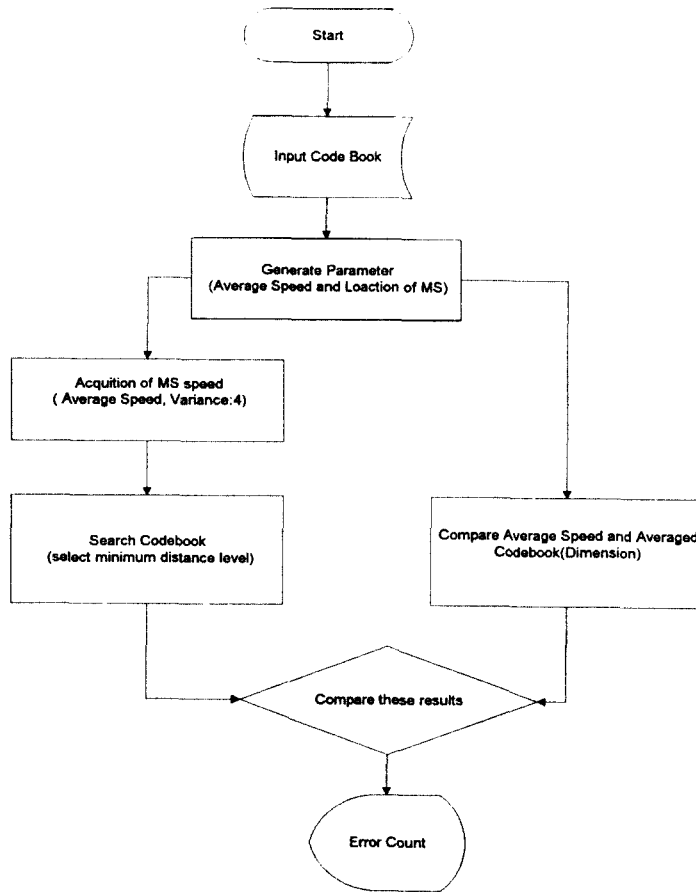 Start
Input Code Book
Generate Parameter
(Average Speed and Loaction of MS)
Acquition of MS speed
( Average Speed, Variance:4)
Search Codebook
(select minimum distance level)
Compare Average Speed and Averaged
Codebook(Dimension)
Compare these results
Error Count